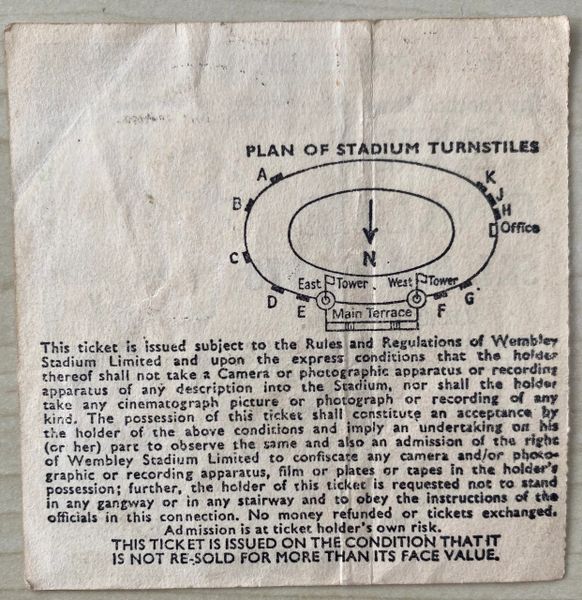 PLAN OF STADIUM TURNSTILES
A
K
J
B
H
Office
N
C
East Tower
West Tower
D
E
F
G
Main Terrace
This ticket is issued subject to the Rules and Regulations of Wembley
Stadium Limited and upon the express conditions that the holder
thereof shall not take a Camera or photographic apparatus or recording
apparatus of any description into the Stadium, nor shall the holder
take any cinematograph picture or photograph or recording of any
kind. The possession of this ticket shall constitute an acceptance by
the holder of the above conditions and imply an undertaking on his
(or her) part to observe the same and also an admission of the right
of Wembley Stadium Limited to confiscate any camera and/or photo-
graphic or recording apparatus, film or plates or tapes in the holder's
possession; further, the holder of this ticket is requested not to stand
in any gangway or in any stairway and to obey the instructions of the
officials in this connection. No money refunded or tickets exchanged.
Admission is at ticket holder's own risk.
THIS TICKET IS ISSUED ON THE CONDITION THAT IT
IS NOT RE-SOLD FOR MORE THAN ITS FACE VALUE.